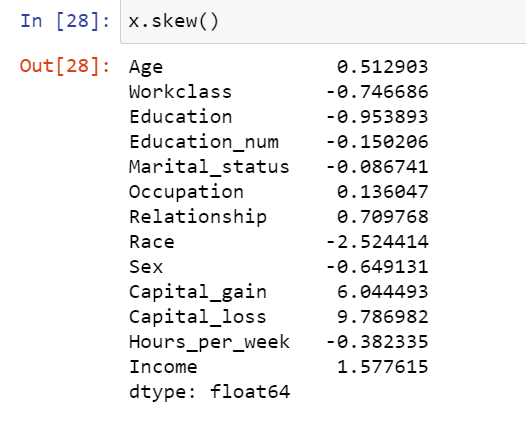 In [28]: x.skew()
Out[28]: Age 0.512903
Workclass -0.746686
Education -0.953893
Education_num -0.150206
Marital_status -0.086741
Occupation 0.136047
Relationship 0.709768
Race -2.524414
Sex -0.649131
Capital_gain 6.044493
Capital_loss 9.786982
Hours_per_week -0.382335
Income 1.577615
dtype: float64